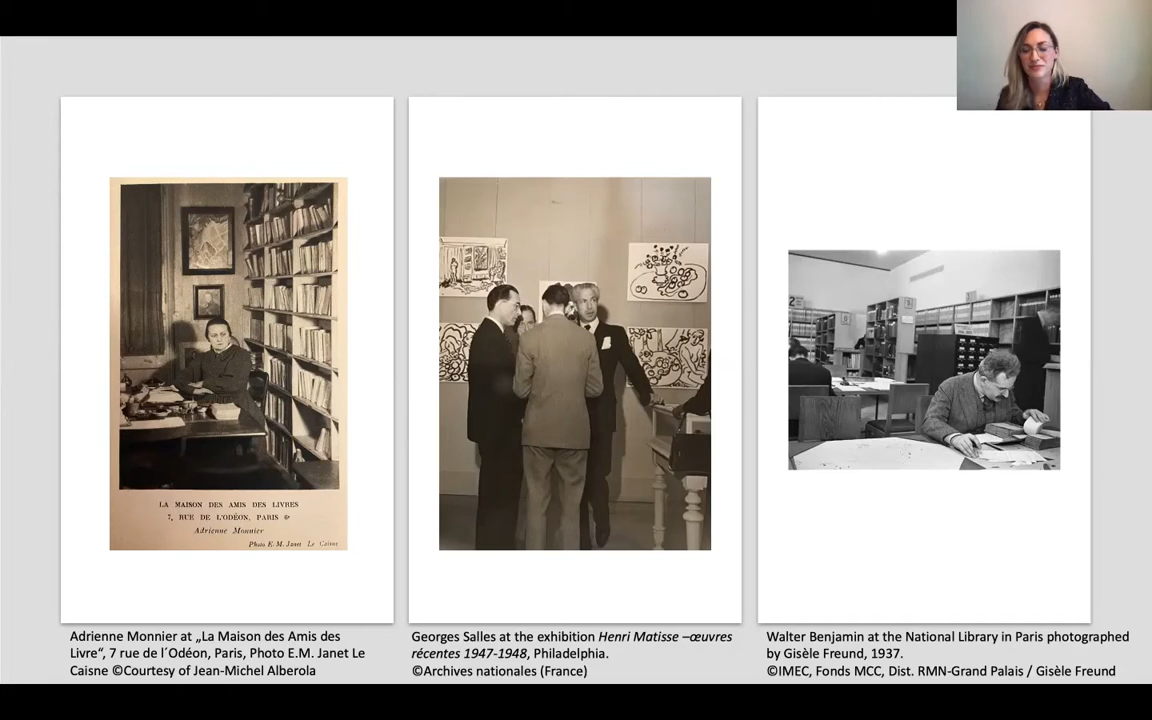 LA MAISON DES AMIS DES LIVRES
7, RUE DE L'ODÉON, PARIS 6e
Adrienne Monnier
Photo E.-M. Janet Le Caisne
Adrienne Monnier at „La Maison des Amis des
Livre“, 7 rue de l´Odéon, Paris, Photo E.M. Janet Le
Caisne ©Courtesy of Jean-Michel Alberola
Georges Salles at the exhibition Henri Matisse –œuvres
récentes 1947-1948, Philadelphia.
©Archives nationales (France)
Walter Benjamin at the National Library in Paris photographed
by Gisèle Freund, 1937.
©IMEC, Fonds MCC, Dist. RMN-Grand Palais / Gisèle Freund